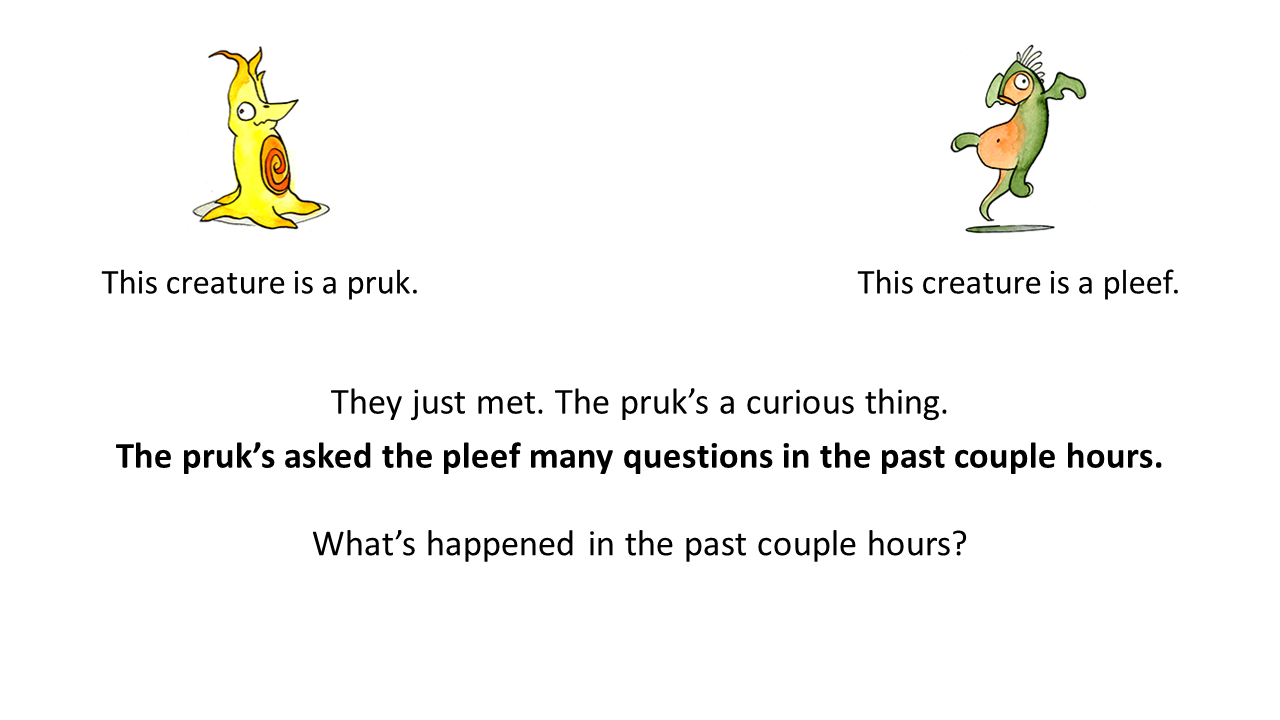 This creature is a pruk.
This creature is a pleef.
They just met. The pruk’s a curious thing.
The pruk’s asked the pleef many questions in the past couple hours.
What’s happened in the past couple hours?